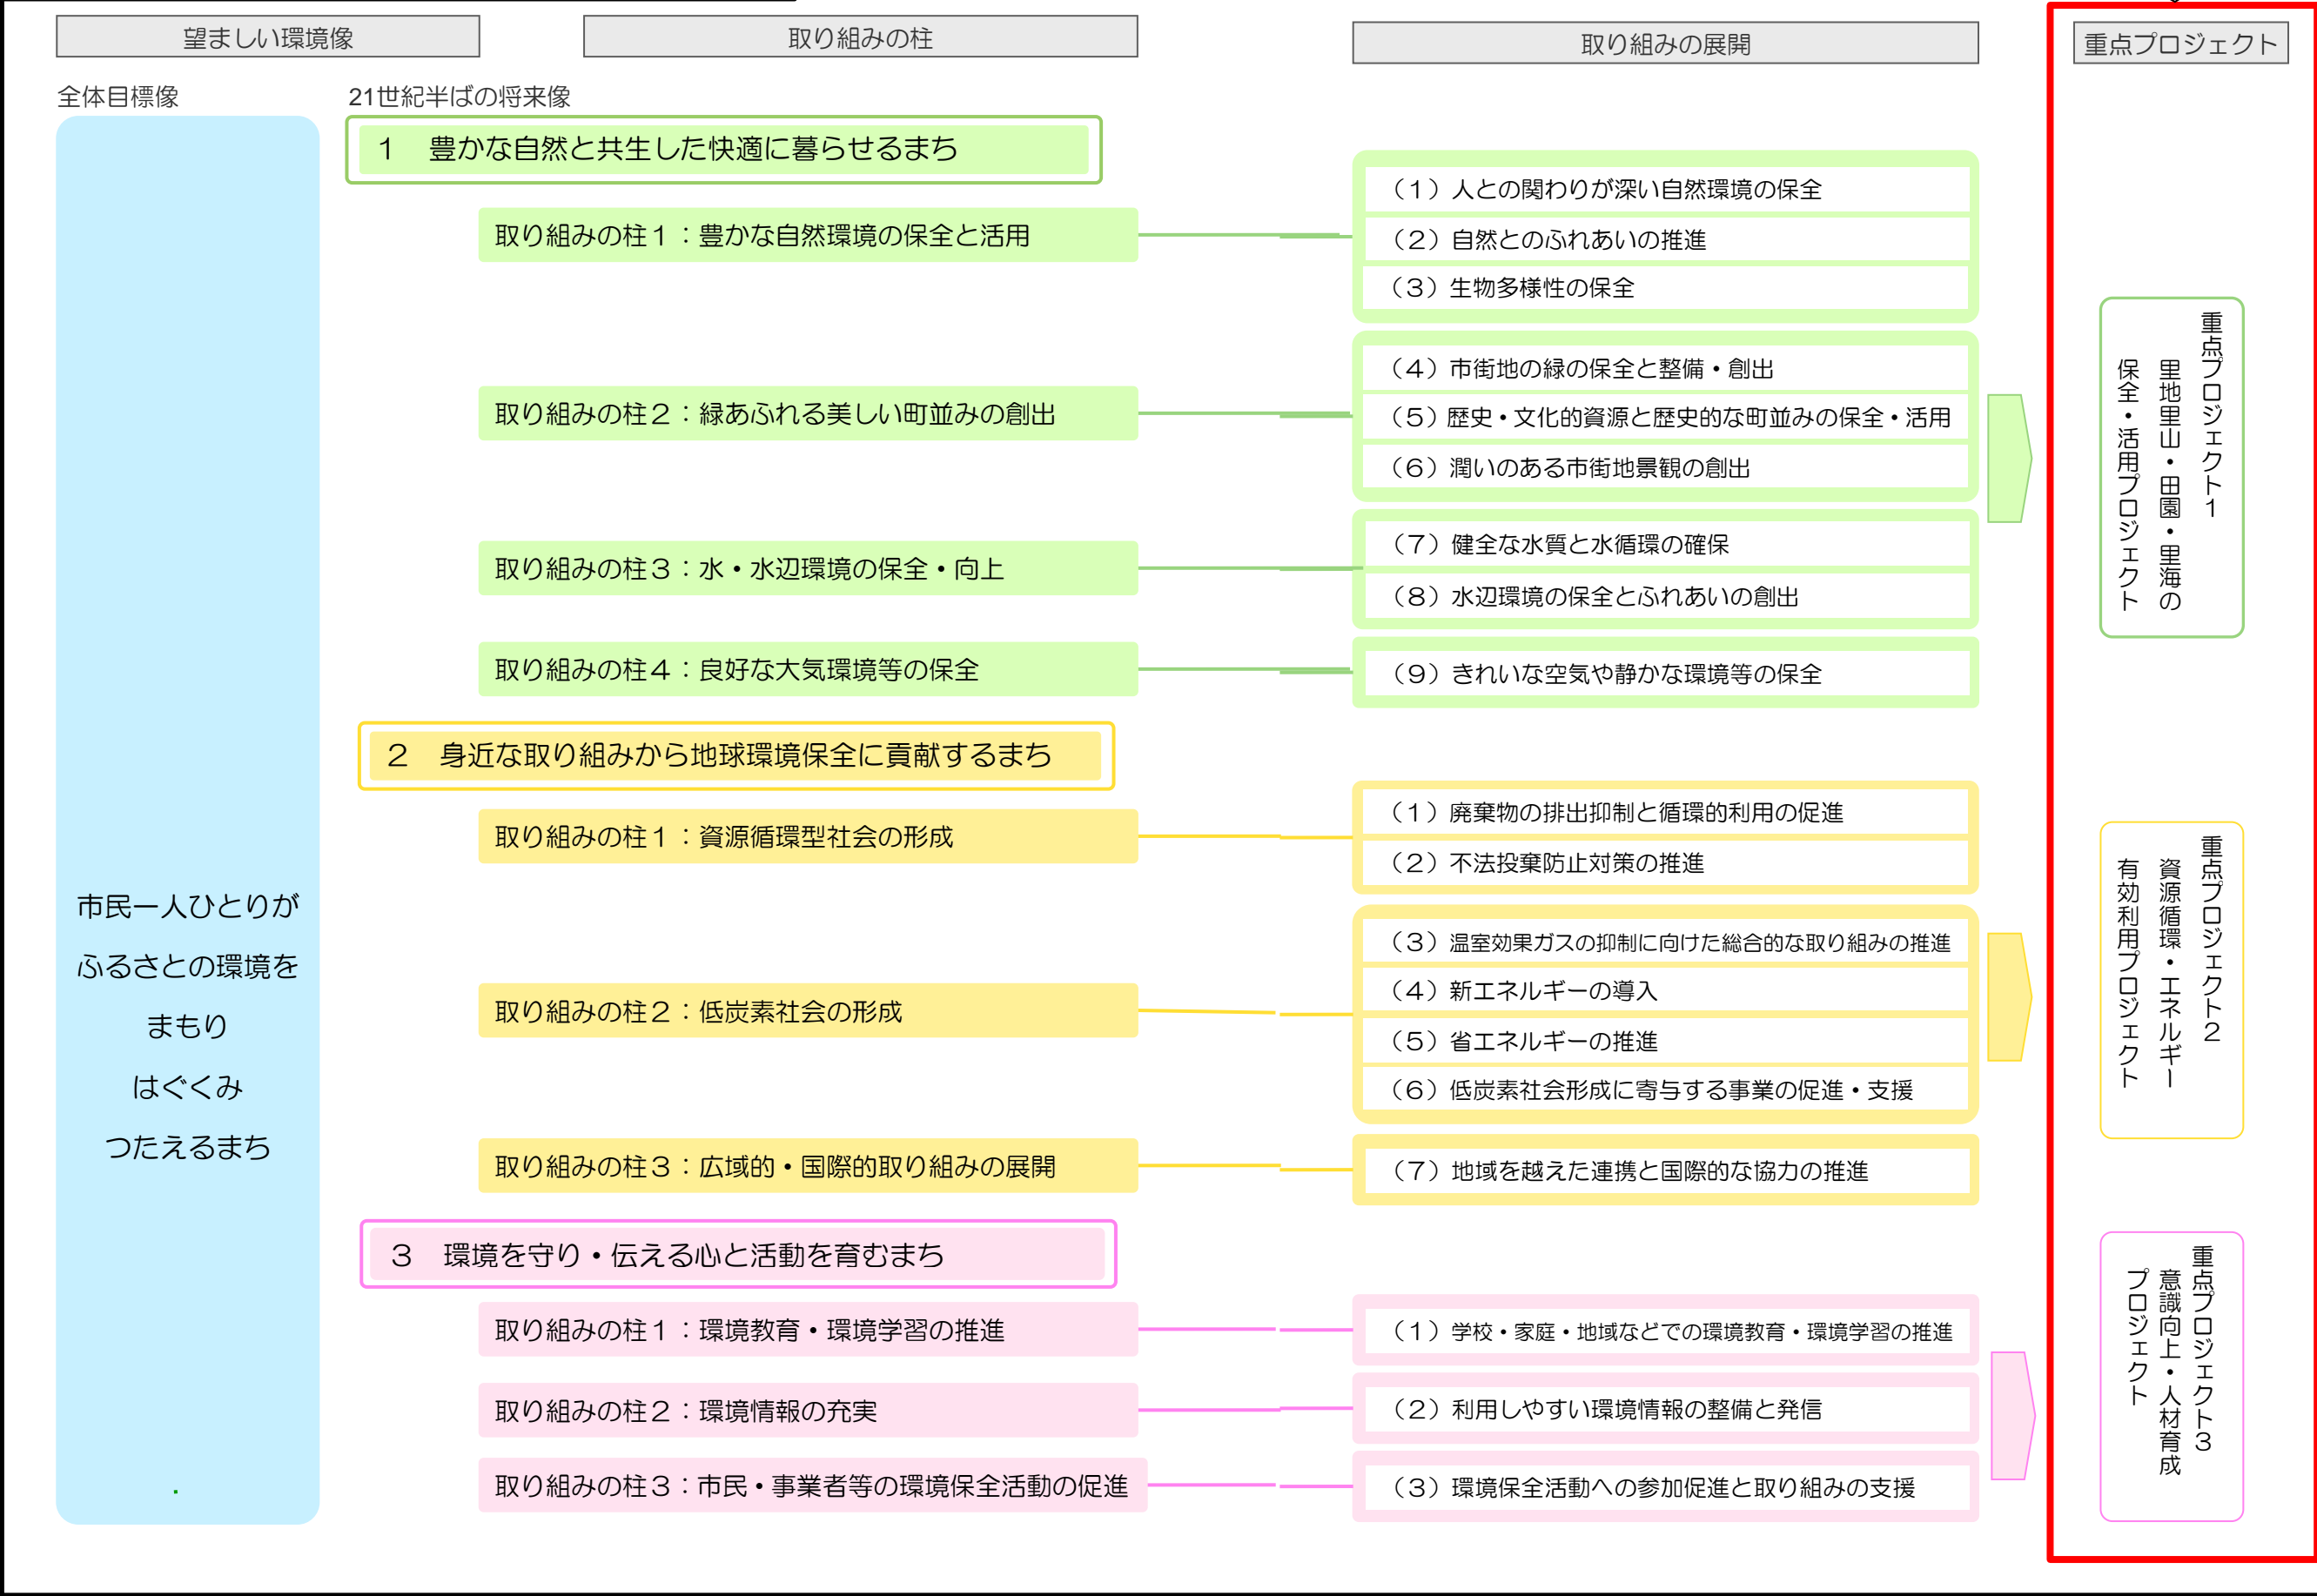 望ましい環境像
取り組みの柱
取り組みの展開
重点プロジェクト
全体目標像
21世紀半ばの将来像
市民一人ひとりが
ふるさとの環境を
まもり
はぐくみ
つたえるまち
1　豊かな自然と共生した快適に暮らせるまち
取り組みの柱1：豊かな自然環境の保全と活用
（1）人との関わりが深い自然環境の保全
（2）自然とのふれあいの推進
（3）生物多様性の保全
取り組みの柱2：緑あふれる美しい町並みの創出
（4）市街地の緑の保全と整備・創出
（5）歴史・文化的資源と歴史的な町並みの保全・活用
（6）潤いのある市街地景観の創出
取り組みの柱3：水・水辺環境の保全・向上
（7）健全な水質と水循環の確保
（8）水辺環境の保全とふれあいの創出
取り組みの柱4：良好な大気環境等の保全
（9）きれいな空気や静かな環境等の保全
重点プロジェクト1
里地里山・田園・里海の
保全・活用プロジェクト
2　身近な取り組みから地球環境保全に貢献するまち
取り組みの柱1：資源循環型社会の形成
（1）廃棄物の排出抑制と循環的利用の促進
（2）不法投棄防止対策の推進
取り組みの柱2：低炭素社会の形成
（3）温室効果ガスの抑制に向けた総合的な取り組みの推進
（4）新エネルギーの導入
（5）省エネルギーの推進
（6）低炭素社会形成に寄与する事業の促進・支援
取り組みの柱3：広域的・国際的取り組みの展開
（7）地域を越えた連携と国際的な協力の推進
重点プロジェクト2
資源循環・エネルギー
有効利用プロジェクト
3　環境を守り・伝える心と活動を育むまち
取り組みの柱1：環境教育・環境学習の推進
（1）学校・家庭・地域などでの環境教育・環境学習の推進
取り組みの柱2：環境情報の充実
（2）利用しやすい環境情報の整備と発信
取り組みの柱3：市民・事業者等の環境保全活動の促進
（3）環境保全活動への参加促進と取り組みの支援
重点プロジェクト3
意識向上・人材育成
プロジェクト